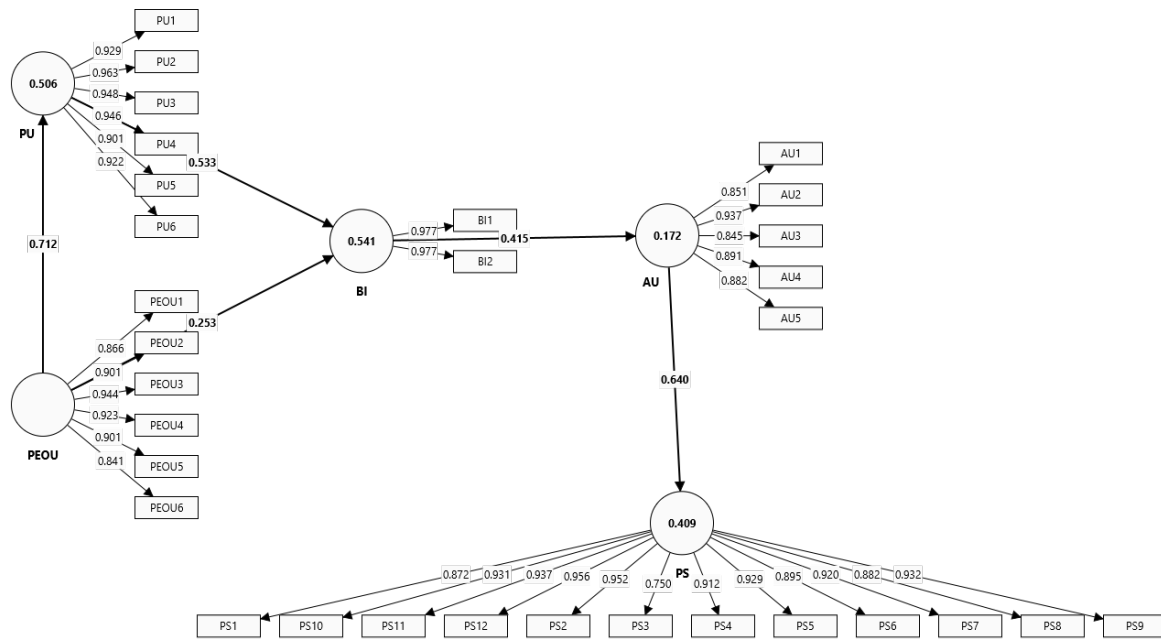 PU1
0.929
PU2
0.963
0.506
0.948
PU3
0.946
PU
0.901
PU4
0.533
0.922
PU5
PU6
0.712
PEOU1
0.253
0.866
PEOU2
0.901
PEOU3
0.944
0.923
PEOU4
0.901
PEOU
0.841
PEOU5
PEOU6
0.541
BI
0.977
BI1
0.415
0.977
BI2
AU1
0.851
AU2
0.937
0.172
0.845
AU3
0.891
AU
AU4
0.882
AU5
0.640
0.409
PS
0.872 0.931 0.937 0.956 0.952 0.750 0.912 0.929 0.895 0.920 0.882 0.932
PS1 PS10 PS11 PS12 PS2 PS3 PS4 PS5 PS6 PS7 PS8 PS9